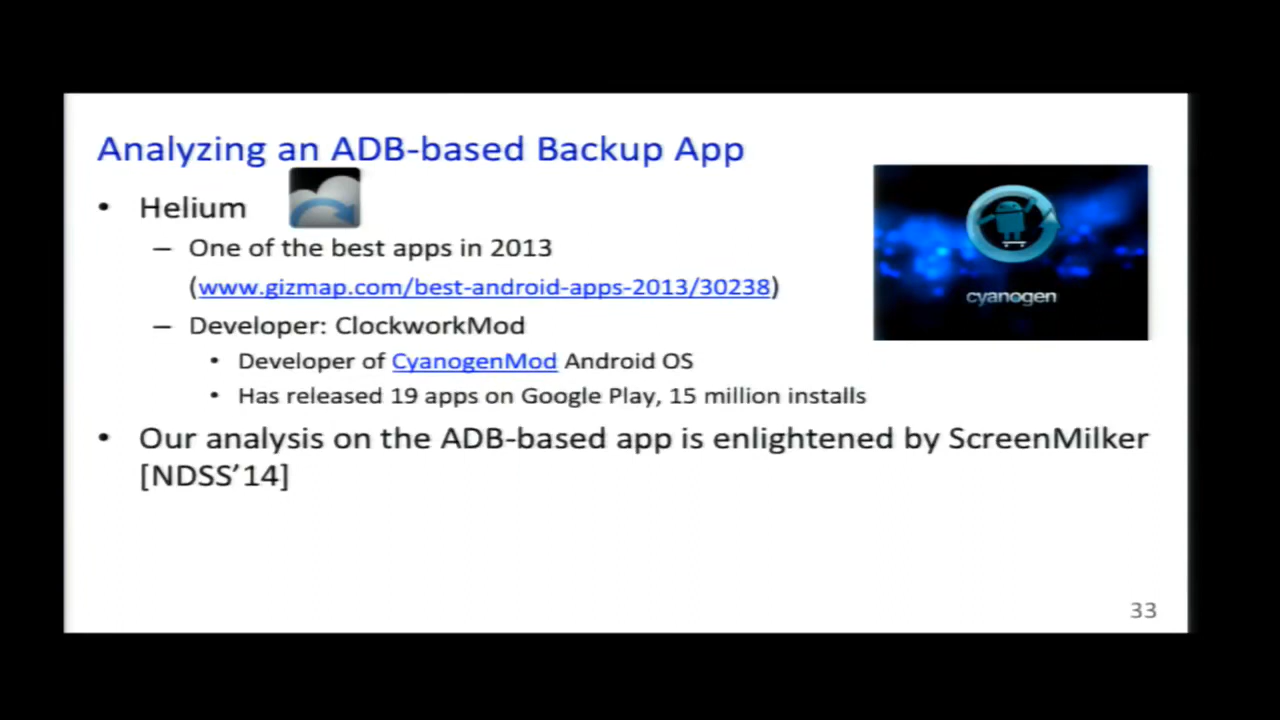 Analyzing an ADB-based Backup App
• Helium
– One of the best apps in 2013
(www.gizmap.com/best-android-apps-2013/30238)
– Developer: ClockworkMod
• Developer of CyanogenMod Android OS
• Has released 19 apps on Google Play, 15 million installs
• Our analysis on the ADB-based app is enlightened by ScreenMilker
[NDSS’14]
cyanogen
33